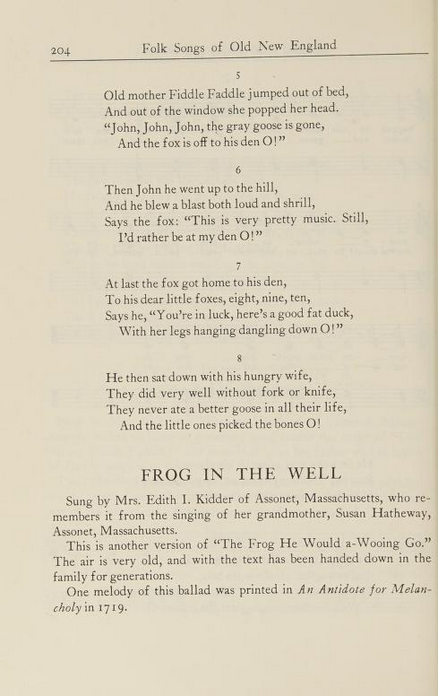 204 Folk Songs of Old New England
5
Old mother Fiddle Faddle jumped out of bed,
And out of the window she popped her head.
“John, John, John, the gray goose is gone,
And the fox is off to his den O!”
6
Then John he went up to the hill,
And he blew a blast both loud and shrill,
Says the fox: “This is very pretty music. Still,
I’d rather be at my den O!”
7
At last the fox got home to his den,
To his dear little foxes, eight, nine, ten,
Says he, “You’re in luck, here’s a good fat duck,
With her legs hanging dangling down O!”
8
He then sat down with his hungry wife,
They did very well without fork or knife,
They never ate a better goose in all their life,
And the little ones picked the bones O!
FROG IN THE WELL
Sung by Mrs. Edith I. Kidder of Assonet, Massachusetts, who re-
members it from the singing of her grandmother, Susan Hatheway,
Assonet, Massachusetts.
This is another version of “The Frog He Would a-Wooing Go.”
The air is very old, and with the text has been handed down in the
family for generations.
One melody of this ballad was printed in An Antidote for Melan-
choly in 1719.